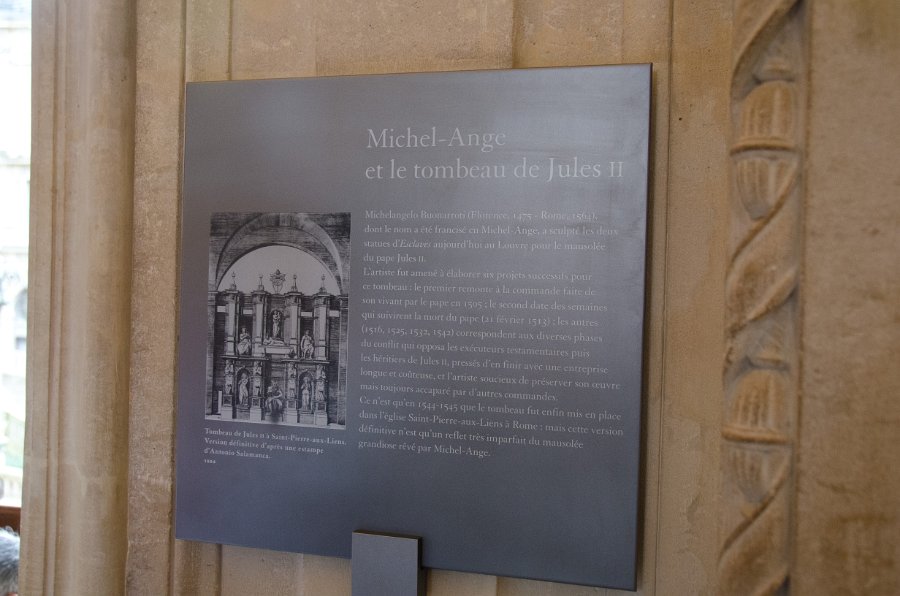 Michel-Ange
et le tombeau de Jules II
Michelangelo Buonarroti (Florence, 1475 - Rome, 1564),
dont le nom a été francisé en Michel-Ange, a sculpté les deux
statues d'Esclaves aujourd'hui au Louvre pour le mausolée
du pape Jules II.
L'artiste fut amené à élaborer six projets successifs pour
ce tombeau : le premier remonte à la commande faite de
son vivant par le pape en 1505 ; le second date des semaines
qui suivirent la mort du pape (21 février 1513) ; les autres
(1516, 1525, 1532, 1542) correspondent aux diverses phases
du conflit qui opposa les exécuteurs testamentaires puis
les héritiers de Jules II, pressés d'en finir avec une entreprise
longue et coûteuse, et l'artiste soucieux de préserver son œuvre
mais toujours accaparé par d'autres commandes.
Ce n'est qu'en 1544-1545 que le tombeau fut enfin mis en place
dans l'église Saint-Pierre-aux-Liens à Rome : mais cette version
définitive n'est qu'un reflet très imparfait du mausolée
grandiose rêvé par Michel-Ange.
Tombeau de Jules II à Saint-Pierre-aux-Liens.
Version définitive d'après une estampe
d'Antonio Salamanca.